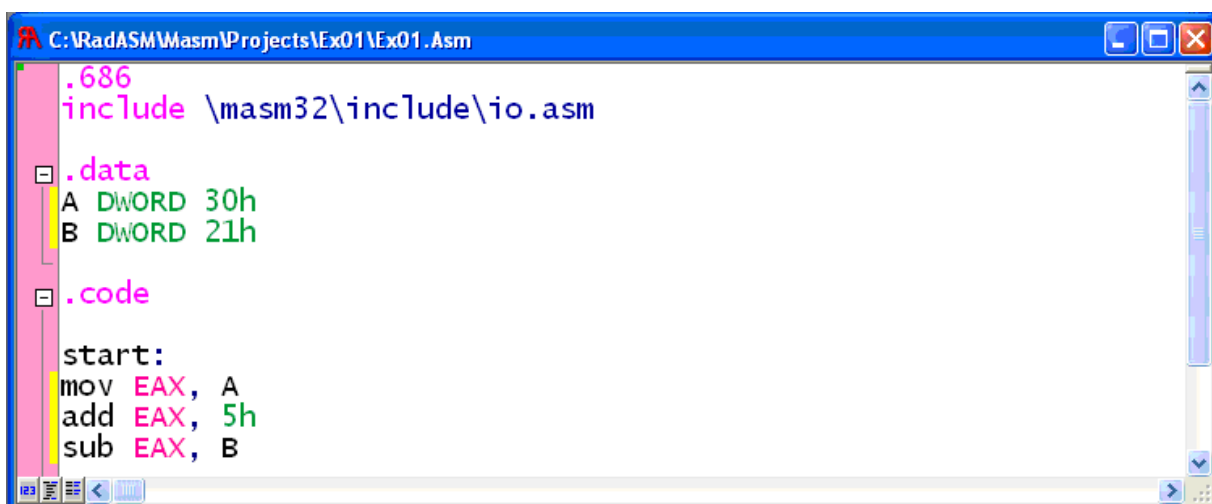 C:\RadASM\Masm\Projects\Ex01\Ex01.Asm
.686
include \masm32\include\io.asm
.data
A DWORD 30h
B DWORD 21h
.code
start:
mov EAX, A
add EAX, 5h
sub EAX, B